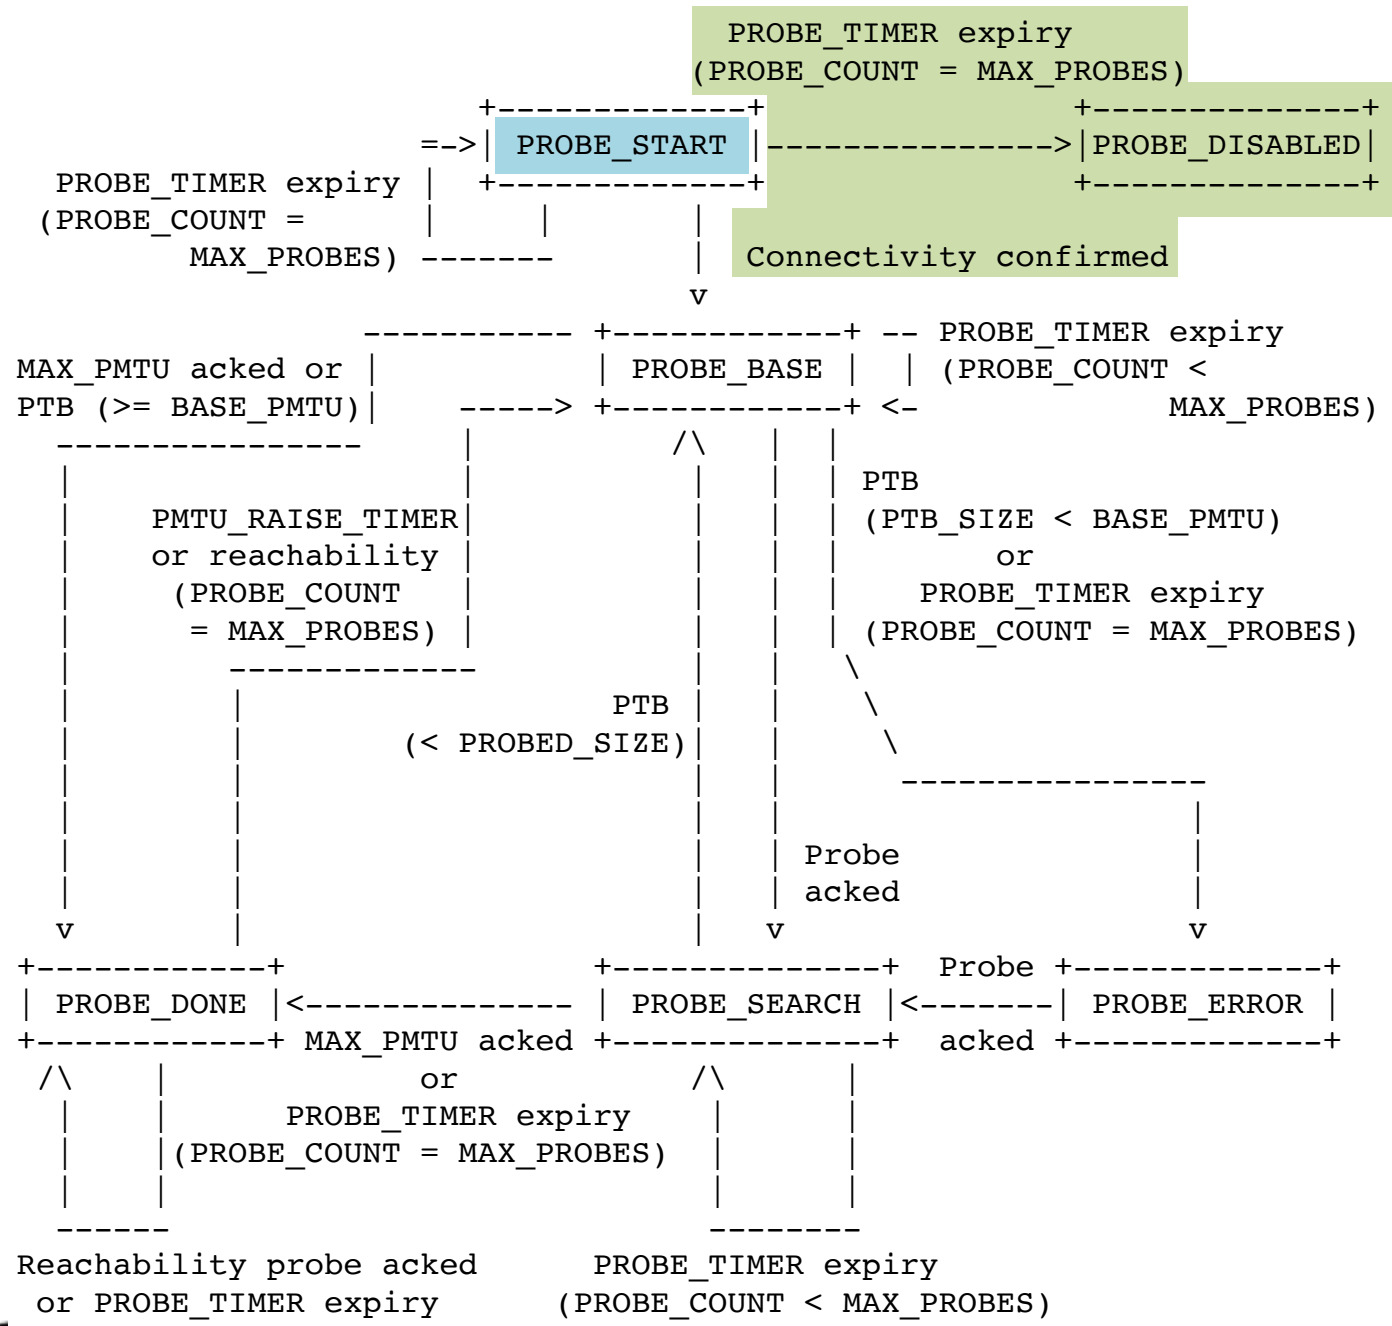 PROBE_TIMER expiry
(PROBE_COUNT = MAX_PROBES)
+-------------+                +--------------+
=->| PROBE_START |--------------->|PROBE_DISABLED|
PROBE_TIMER expiry | +-------------+                +--------------+
(PROBE_COUNT =      |     |       |
MAX_PROBES) -------       | Connectivity confirmed
v
----------- +------------+ -- PROBE_TIMER expiry
MAX_PMTU acked or |           | PROBE_BASE | | (PROBE_COUNT <
PTB (>= BASE_PMTU)|    -----> +------------+ <-             MAX_PROBES)
----------------     |          /\   |  |
|                    |           |   |  | PTB
|    PMTU_RAISE_TIMER|           |   |  | (PTB_SIZE < BASE_PMTU)
|    or reachability |           |   |  |        or
|     (PROBE_COUNT   |           |   |  |    PROBE_TIMER expiry
|      = MAX_PROBES) |           |   |  | (PROBE_COUNT = MAX_PROBES)
|        -------------           |   |   \
|        |                   PTB |   |    \
|        |        (< PROBED_SIZE)|   |     \
|        |                       |   |      ----------------
|        |                       |   |                     |
|        |                       |   | Probe               |
|        |                       |   | acked               |
v        |                       |   v                     v
+------------+                +--------------+ Probe +-------------+
| PROBE_DONE |<-------------- | PROBE_SEARCH |<-------| PROBE_ERROR |
+------------+ MAX_PMTU acked +--------------+ acked +-------------+
/\    |             or            /\      |
|    |      PROBE_TIMER expiry    |      |
|    |(PROBE_COUNT = MAX_PROBES)  |      |
|    |                            |      |
------                            --------
Reachability probe acked      PROBE_TIMER expiry
or PROBE_TIMER expiry      (PROBE_COUNT < MAX_PROBES)